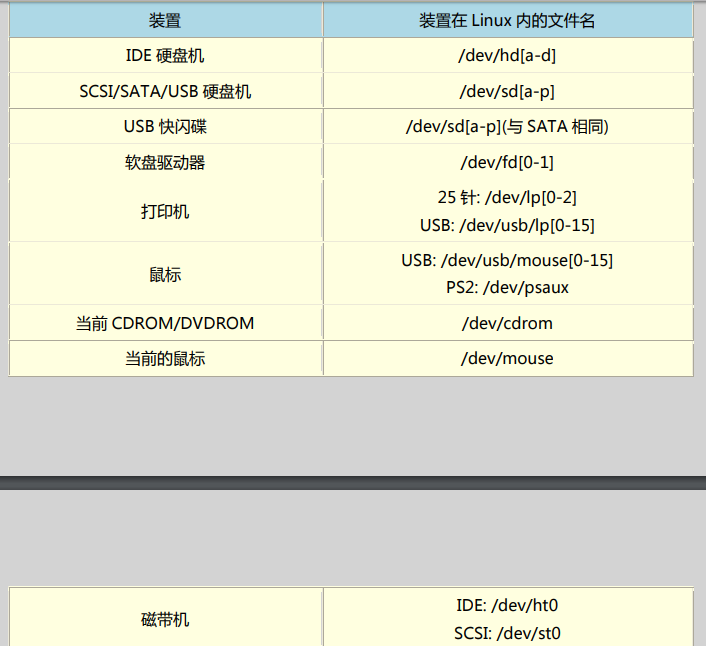 装置 装置在 Linux 内的文件名
IDE 硬盘机 /dev/hd[a-d]
SCSI/SATA/USB 硬盘机 /dev/sd[a-p]
USB 快闪碟 /dev/sd[a-p](与 SATA 相同)
软盘驱动器 /dev/fd[0-1]
打印机 25 针: /dev/lp[0-2]
USB: /dev/usb/lp[0-15]
鼠标 USB: /dev/usb/mouse[0-15]
PS2: /dev/psaux
当前 CDROM/DVDROM /dev/cdrom
当前的鼠标 /dev/mouse
磁带机 IDE: /dev/ht0
SCSI: /dev/st0